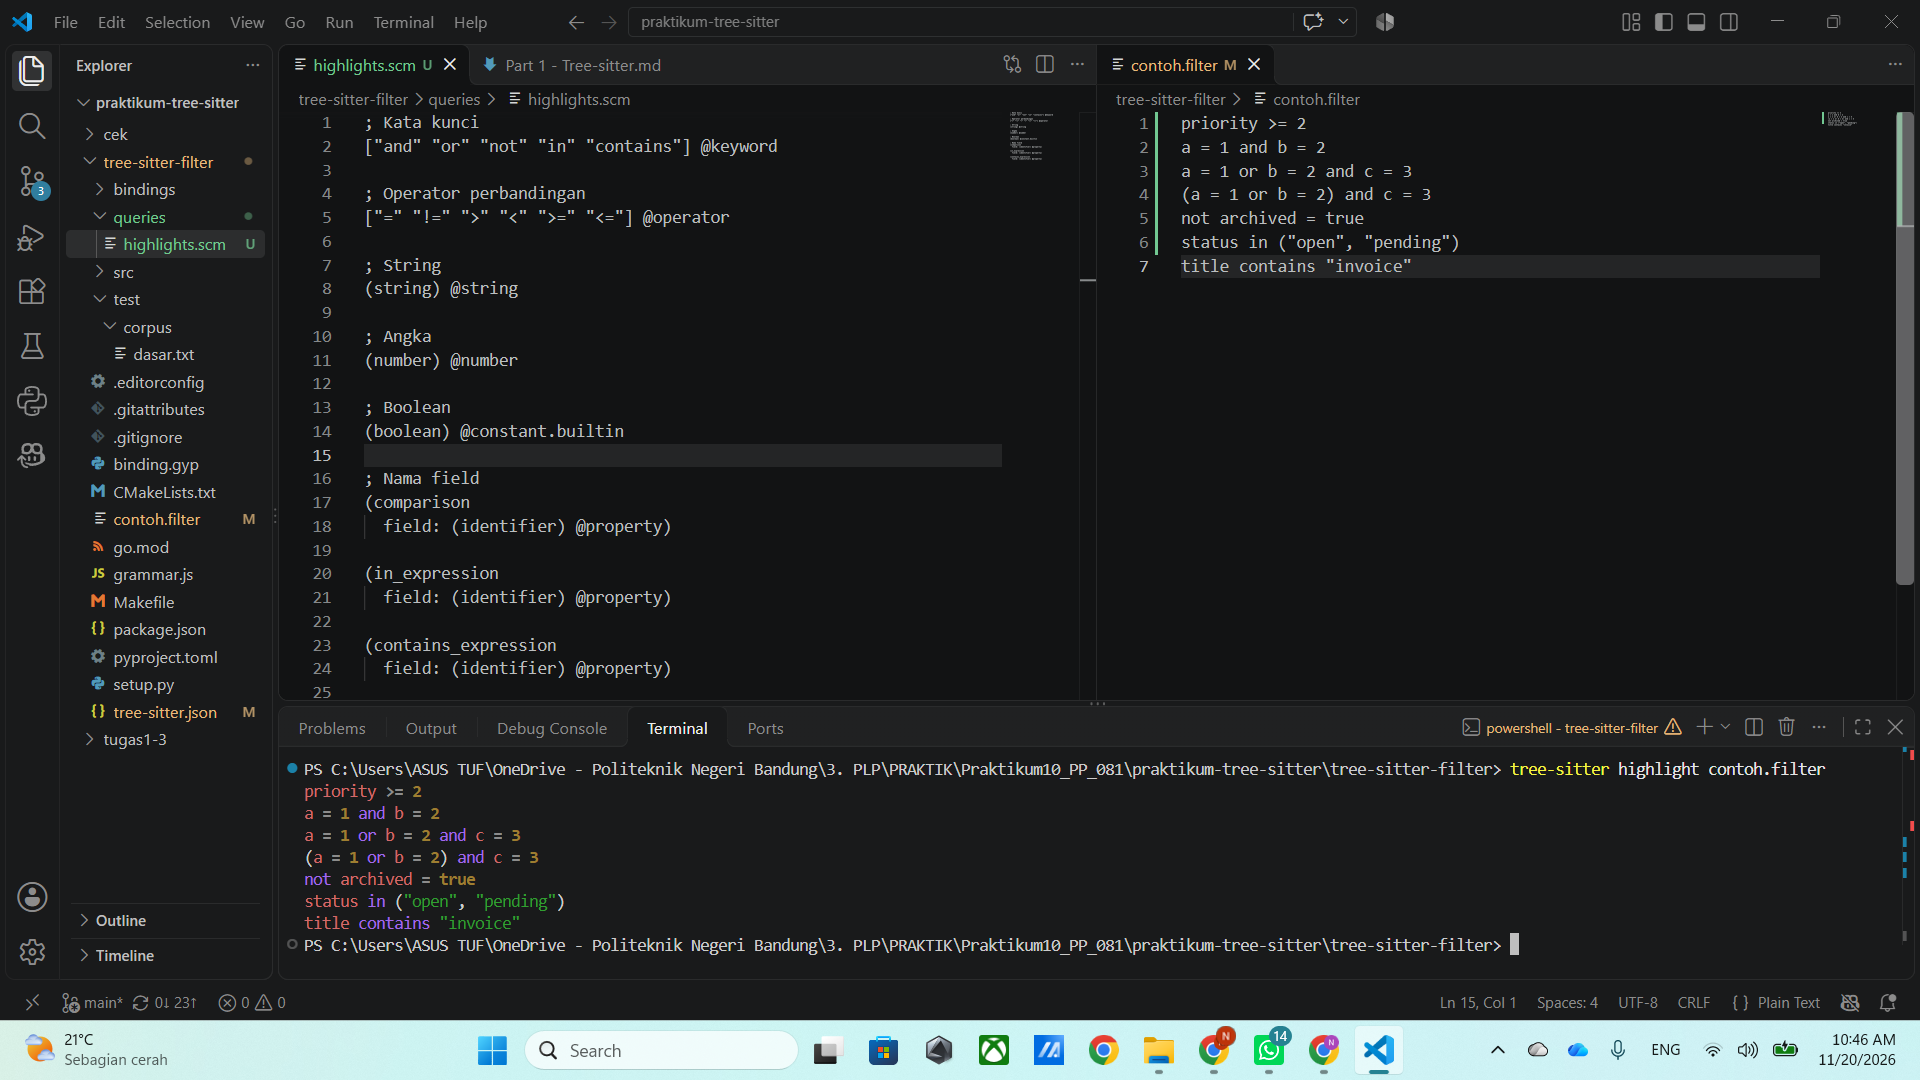 File Edit Selection View Go Run Terminal Help
praktikum-tree-sitter
Explorer
praktikum-tree-sitter
cek
tree-sitter-filter
bindings
queries
highlights.scm U
src
test
corpus
dasar.txt
.editorconfig
.gitattributes
.gitignore
binding.gyp
CMakeLists.txt
contoh.filter M
go.mod
grammar.js
Makefile
package.json
pyproject.toml
setup.py
tree-sitter.json M
tugas1-3
Outline
Timeline
3
highlights.scm U
Part 1 - Tree-sitter.md
tree-sitter-filter > queries > highlights.scm
1 ; Kata kunci
2 ["and" "or" "not" "in" "contains"] @keyword
3
4 ; Operator perbandingan
5 ["=" "!=" ">" "<" ">=" "<="] @operator
6
7 ; String
8 (string) @string
9
10 ; Angka
11 (number) @number
12
13 ; Boolean
14 (boolean) @constant.builtin
15
16 ; Nama field
17 (comparison
18 field: (identifier) @property)
19
20 (in_expression
21 field: (identifier) @property)
22
23 (contains_expression
24 field: (identifier) @property)
25
contoh.filter M
tree-sitter-filter > contoh.filter
1 priority >= 2
2 a = 1 and b = 2
3 a = 1 or b = 2 and c = 3
4 (a = 1 or b = 2) and c = 3
5 not archived = true
6 status in ("open", "pending")
7 title contains "invoice"
Problems Output Debug Console Terminal Ports
powershell - tree-sitter-filter
PS C:\Users\ASUS TUF\OneDrive - Politeknik Negeri Bandung\3. PLP\PRAKTIK\Praktikum10_PP_081\praktikum-tree-sitter\tree-sitter-filter> tree-sitter highlight contoh.filter
priority >= 2
a = 1 and b = 2
a = 1 or b = 2 and c = 3
(a = 1 or b = 2) and c = 3
not archived = true
status in ("open", "pending")
title contains "invoice"
PS C:\Users\ASUS TUF\OneDrive - Politeknik Negeri Bandung\3. PLP\PRAKTIK\Praktikum10_PP_081\praktikum-tree-sitter\tree-sitter-filter>
main* 0↓ 23↑ 0 0
Ln 15, Col 1 Spaces: 4 UTF-8 CRLF { } Plain Text
21°C
Sebagian cerah
Search
N
14
N
ENG
10:46 AM
11/20/2026